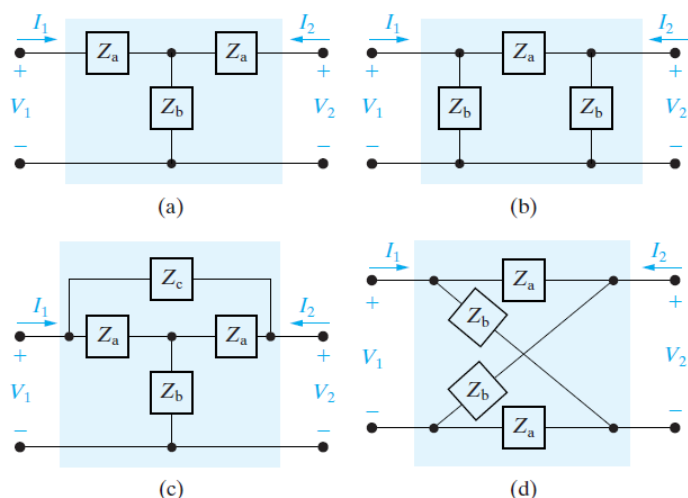 I1 I2 I1 I2
Za Za Za
+ + + +
V1 Zb V2 V1 Zb Zb V2
− − − −
(a) (b)
Zc I1 I2
Za
I1 I2 + +
Za Za Zb
+ + V1 V2
V1 Zb V2 Zb
− − − −
Za
(c) (d)